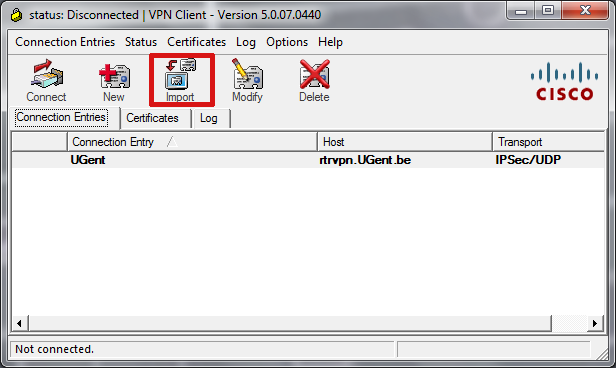 status: Disconnected | VPN Client - Version 5.0.07.0440
Connection Entries Status Certificates Log Options Help
Connect New Import Modify Delete
CISCO
Connection Entries Certificates Log
Connection Entry Host Transport
UGent rtrvpn.UGent.be IPSec/UDP
Not connected.